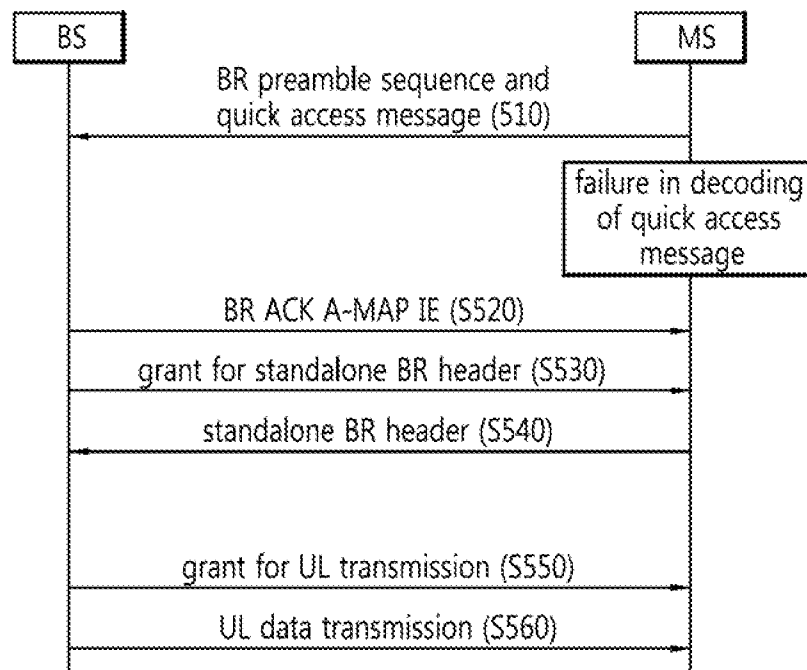 BS
MS
BR preamble sequence and
quick access message (510)
failure in decoding
of quick access
message
BR ACK A-MAP IE (S520)
grant for standalone BR header (S530)
standalone BR header (S540)
grant for UL transmission (S550)
UL data transmission (S560)